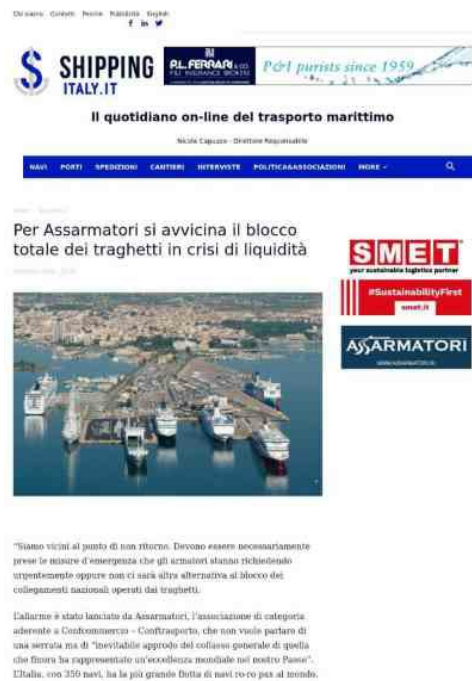 Chi siamo Contatti Perché Pubblicità English
SHIPPING
ITALY.IT
P.L. FERRARI & CO
P&I purists since 1959
Il quotidiano on-line del trasporto marittimo
Nicola Capuzzo - Direttore Responsabile
NAVI PORTI SPEDIZIONI CANTIERI INTERVISTE POLITICA&ASSOCIAZIONI MORE
Per Assarmatori si avvicina il blocco
totale dei traghetti in crisi di liquidità
SMET
your sustainable logistics partner
#SustainabilityFirst
smet.it
ASSARMATORI
"Siamo vicini al punto di non ritorno. Devono essere necessariamente
prese le misure d'emergenza che gli armatori stanno richiedendo
urgentemente oppure non ci sarà altra alternativa al blocco dei
collegamenti nazionali operati dai traghetti.
L'allarme è stato lanciato da Assarmatori, l'associazione di categoria
aderente a Confcommercio – Conftrasporto, che non vuole parlare di
una serrata ma di "inevitabile approdo del collasso generale di quella
che finora ha rappresentato un'eccellenza mondiale nel nostro Paese".
L'Italia, con 350 navi, ha la più grande flotta di navi ro-ro pax al mondo.